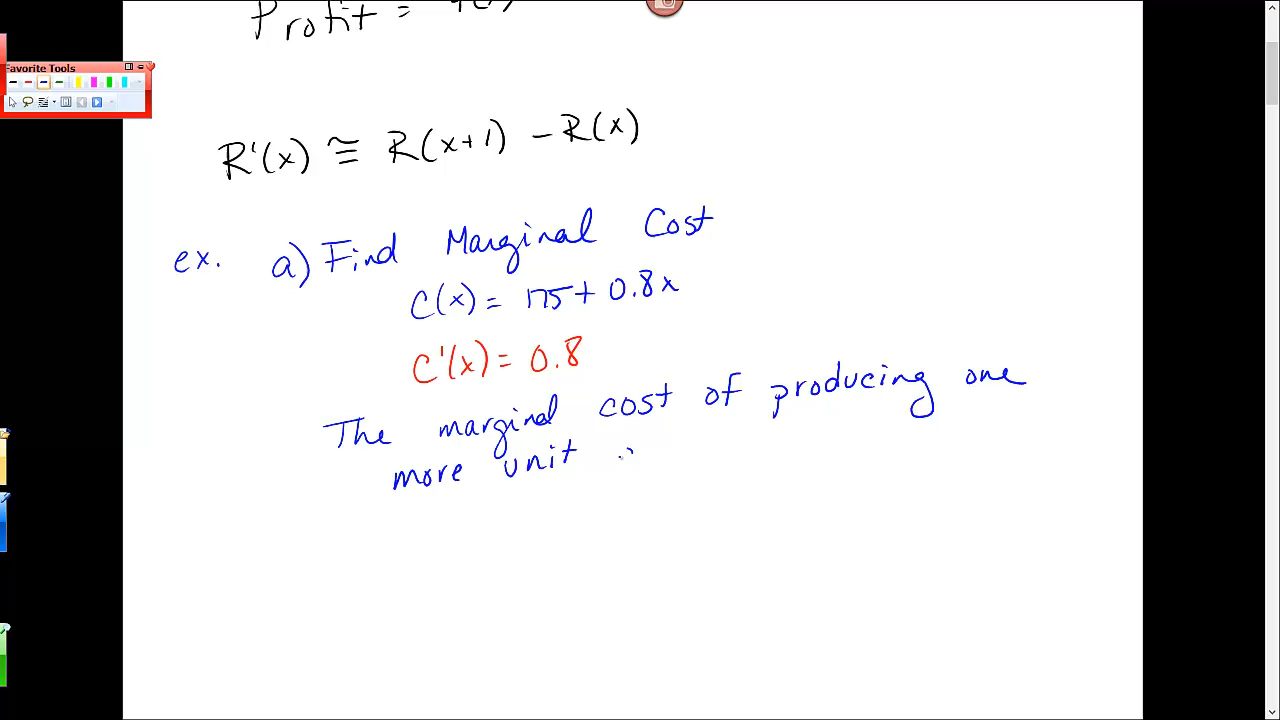 Profit =
Favorite Tools
R'(x) ≅ R(x+1) - R(x)
ex. a) Find Marginal Cost
C(x) = 175 + 0.8x
C'(x) = 0.8
The marginal cost of producing one
more unit